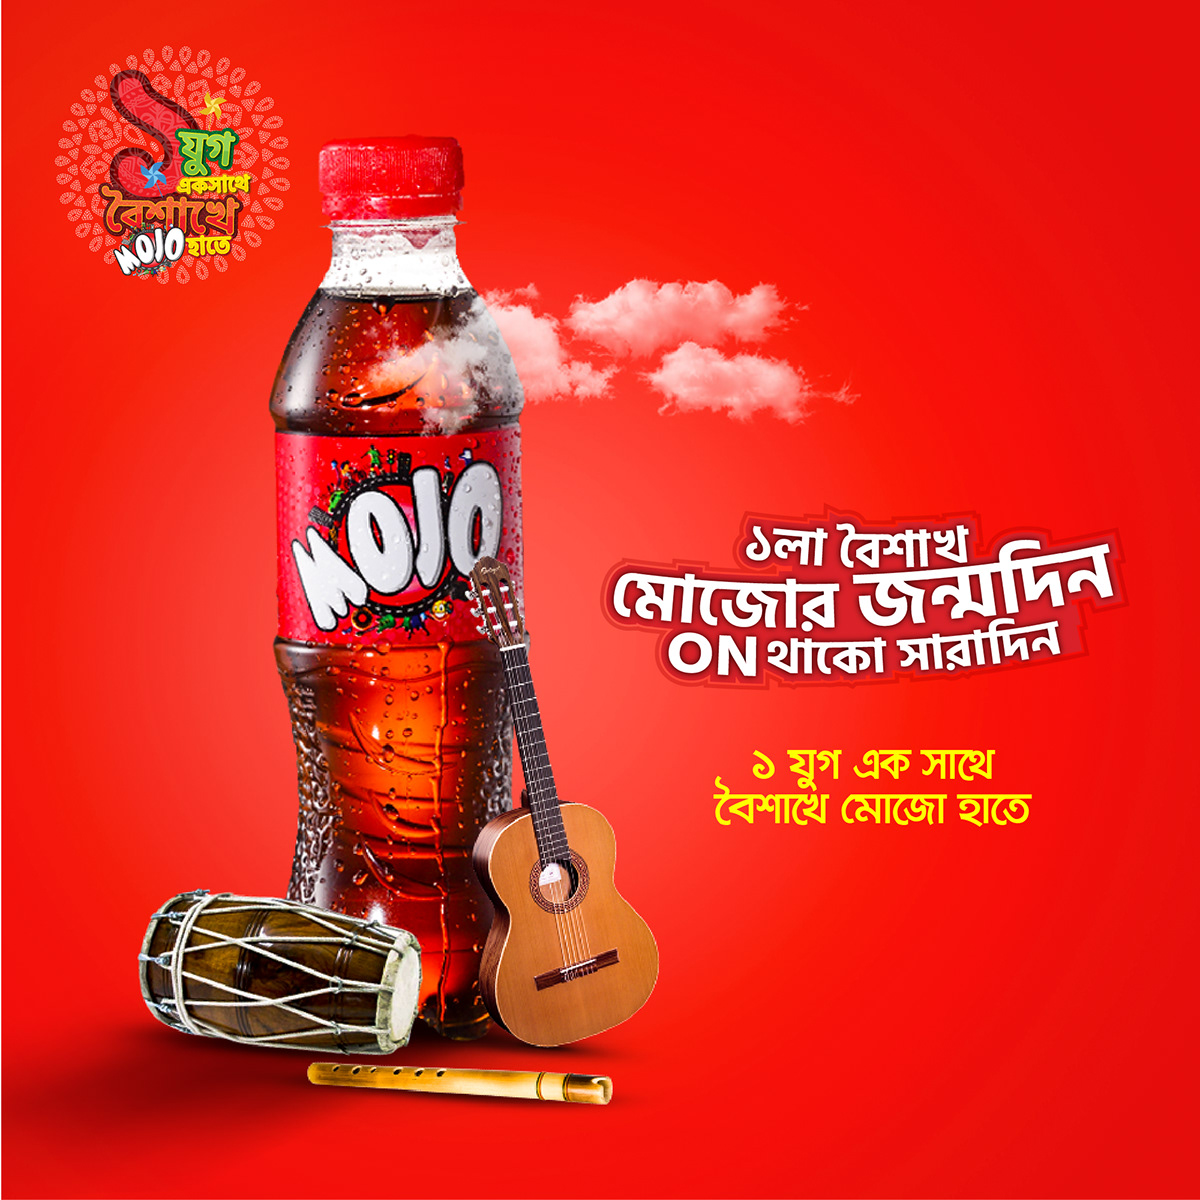 ১ যুগ
একসাথে
বৈশাখে
MOJO হাতে
MOJO
১লা বৈশাখ
মোজোর জন্মদিন
ON থাকো সারাদিন
১ যুগ এক সাথে
বৈশাখে মোজো হাতে